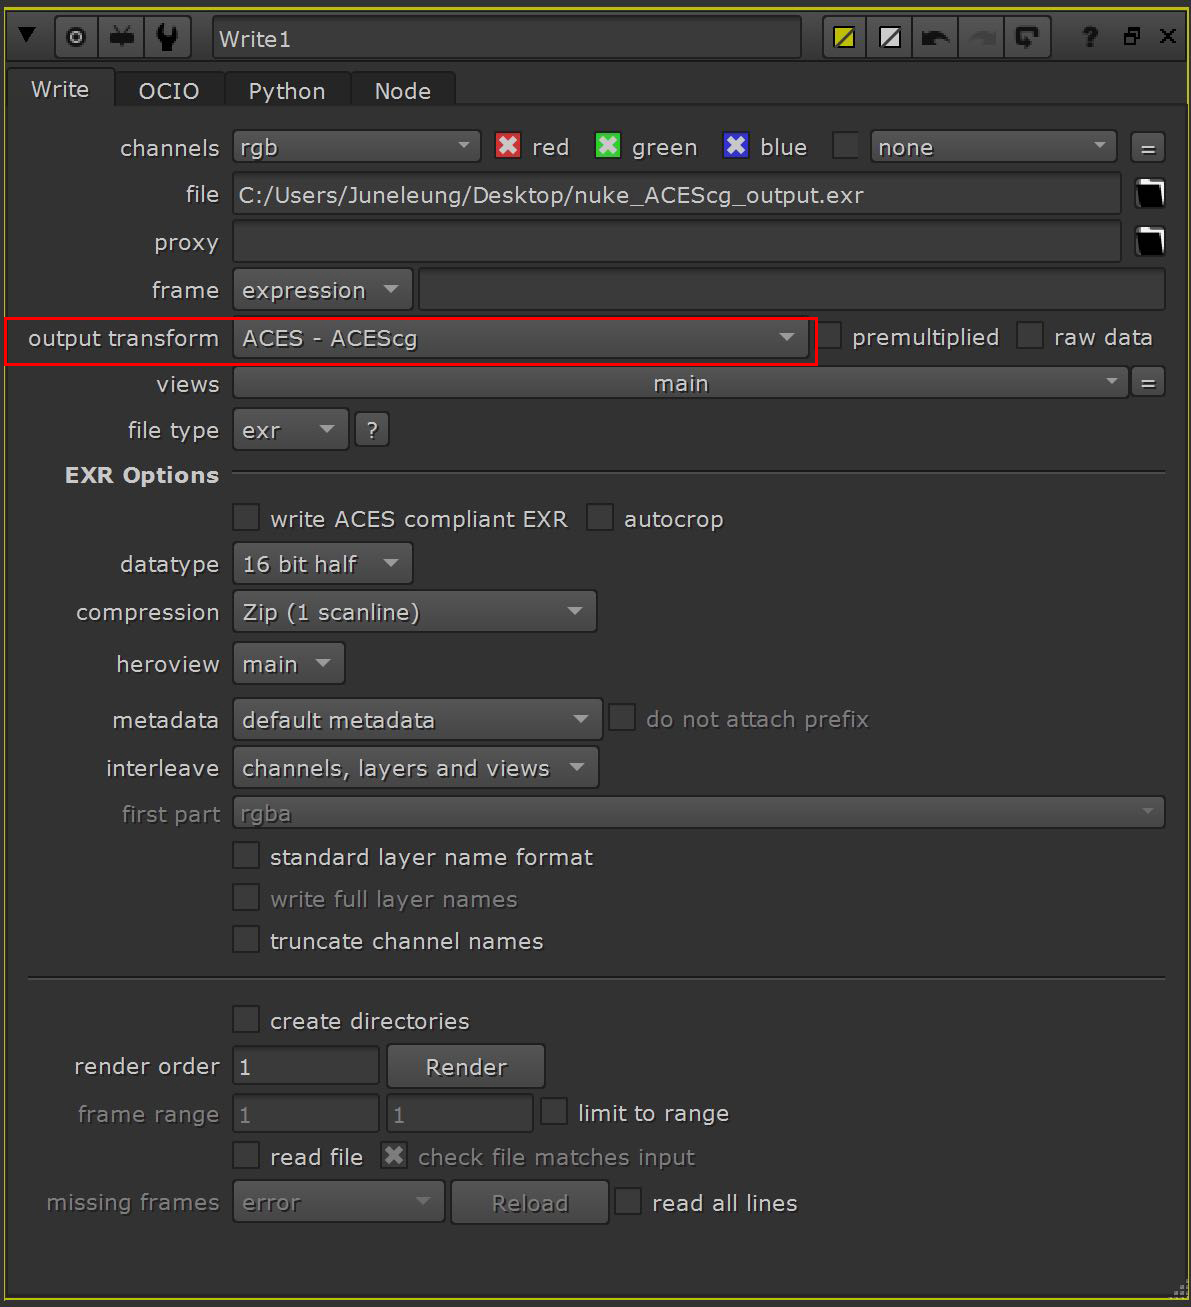 Write1 ?
Write OCIO Python Node
channels rgb red green blue none =
file C:/Users/Juneleung/Desktop/nuke_ACEScg_output.exr
proxy
frame expression
output transform ACES - ACEScg premultiplied raw data
views main =
file type exr ?
EXR Options
write ACES compliant EXR autocrop
datatype 16 bit half
compression Zip (1 scanline)
heroview main
metadata default metadata do not attach prefix
interleave channels, layers and views
first part rgba
standard layer name format
write full layer names
truncate channel names
create directories
render order 1 Render
frame range 1 1 limit to range
read file check file matches input
missing frames error Reload read all lines